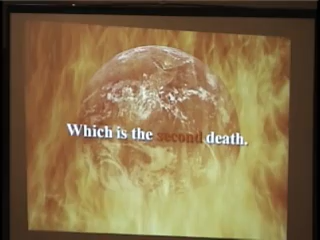 Which is the second death.